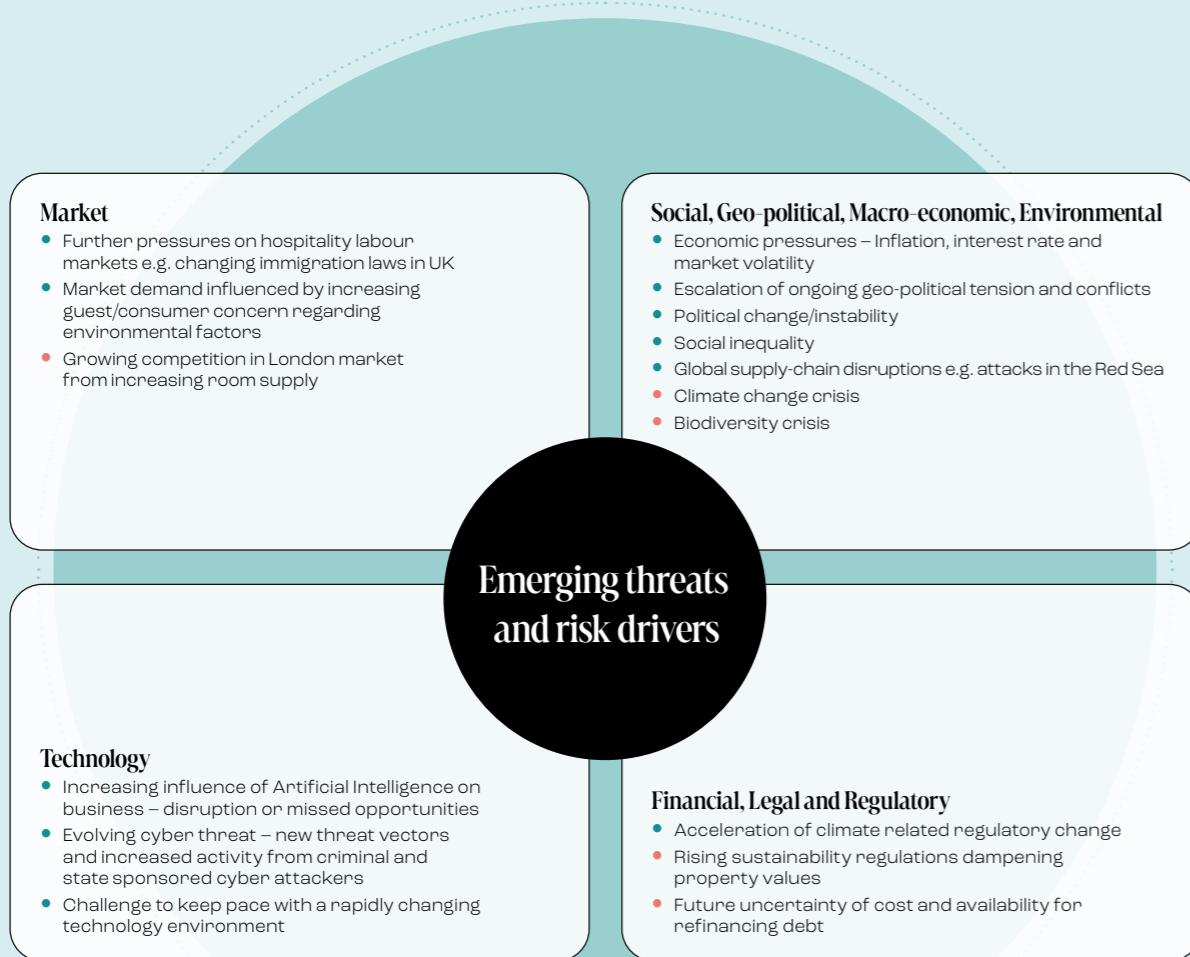 Market
• Further pressures on hospitality labour
markets e.g. changing immigration laws in UK
• Market demand influenced by increasing
guest/consumer concern regarding
environmental factors
• Growing competition in London market
from increasing room supply
Social, Geo-political, Macro-economic, Environmental
• Economic pressures – Inflation, interest rate and
market volatility
• Escalation of ongoing geo-political tension and conflicts
• Political change/instability
• Social inequality
• Global supply-chain disruptions e.g. attacks in the Red Sea
• Climate change crisis
• Biodiversity crisis
Emerging threats
and risk drivers
Technology
• Increasing influence of Artificial Intelligence on
business – disruption or missed opportunities
• Evolving cyber threat – new threat vectors
and increased activity from criminal and
state sponsored cyber attackers
• Challenge to keep pace with a rapidly changing
technology environment
Financial, Legal and Regulatory
• Acceleration of climate related regulatory change
• Rising sustainability regulations dampening
property values
• Future uncertainty of cost and availability for
refinancing debt